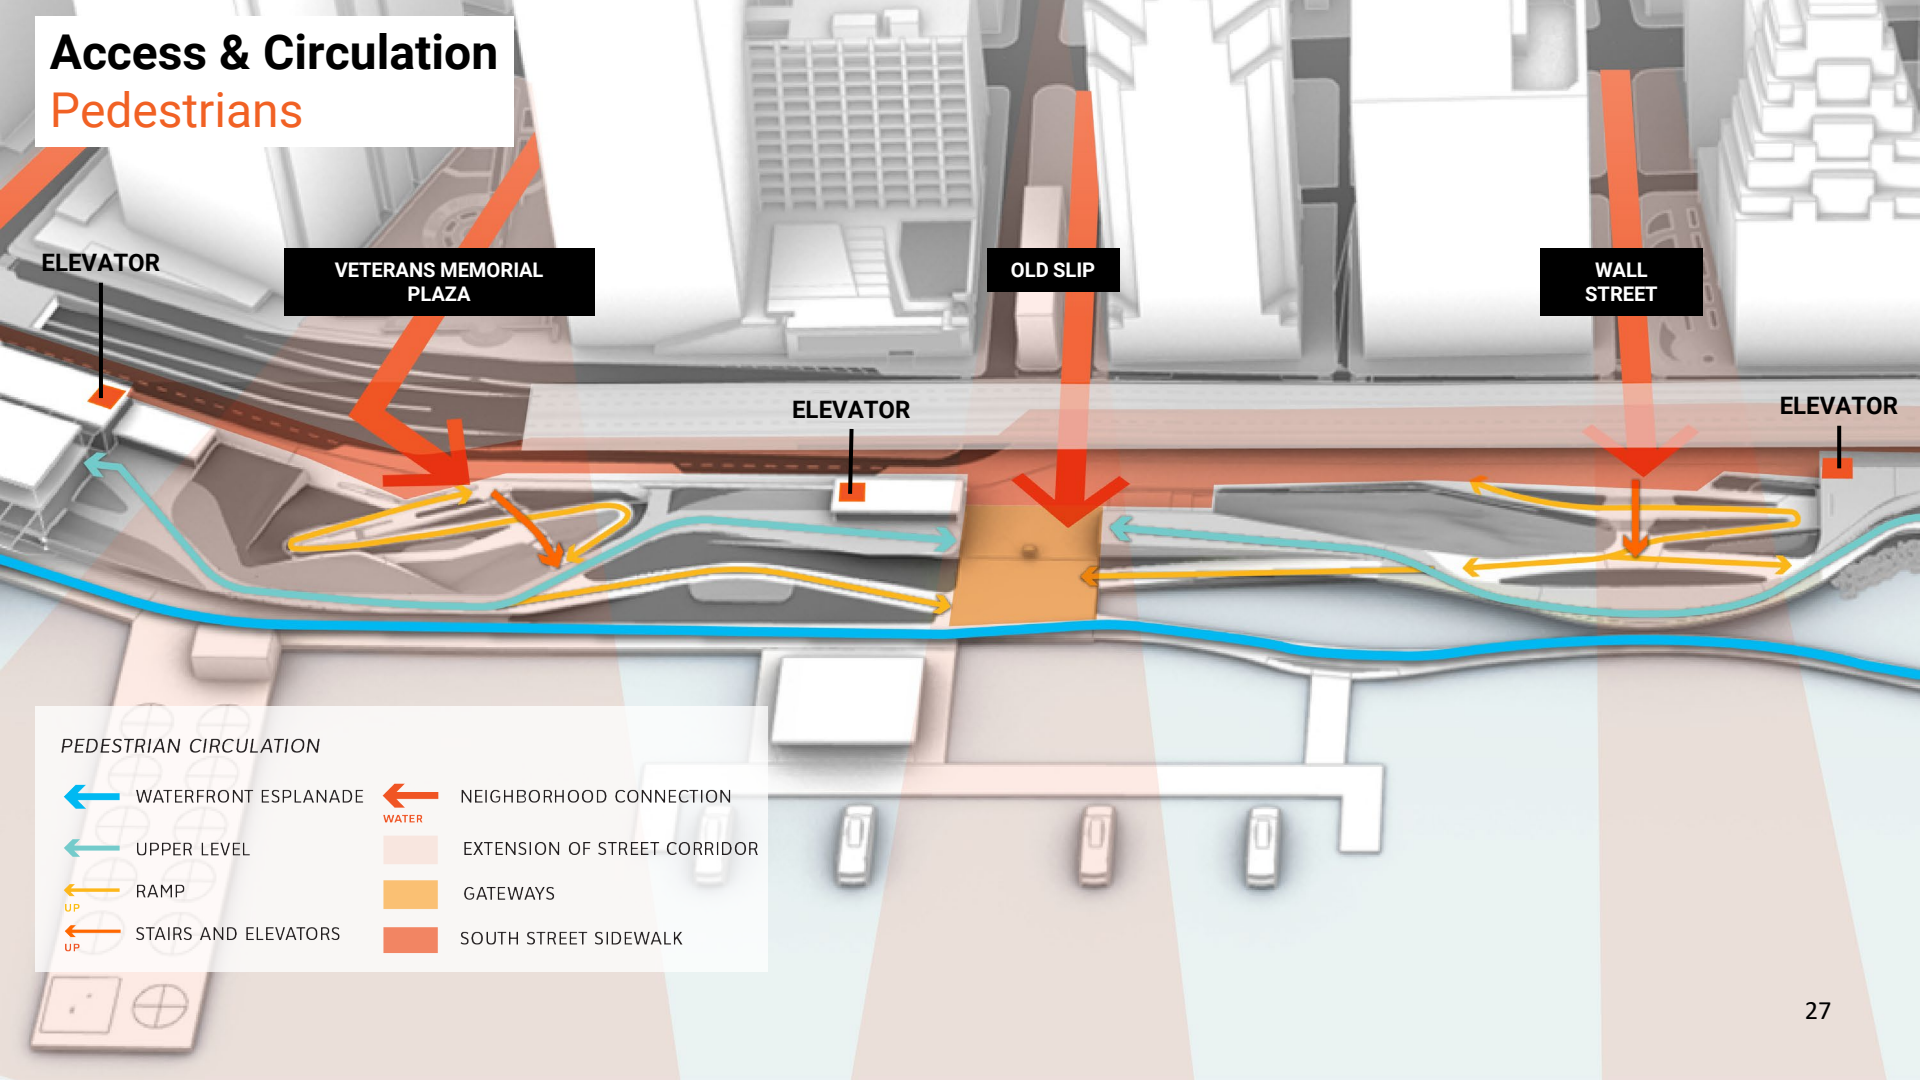 Access & Circulation
Pedestrians
ELEVATOR
VETERANS MEMORIAL
PLAZA
OLD SLIP
WALL
STREET
ELEVATOR
ELEVATOR
PEDESTRIAN CIRCULATION
WATERFRONT ESPLANADE
UPPER LEVEL
RAMP
UP
STAIRS AND ELEVATORS
UP
NEIGHBORHOOD CONNECTION
WATER
EXTENSION OF STREET CORRIDOR
GATEWAYS
SOUTH STREET SIDEWALK
27